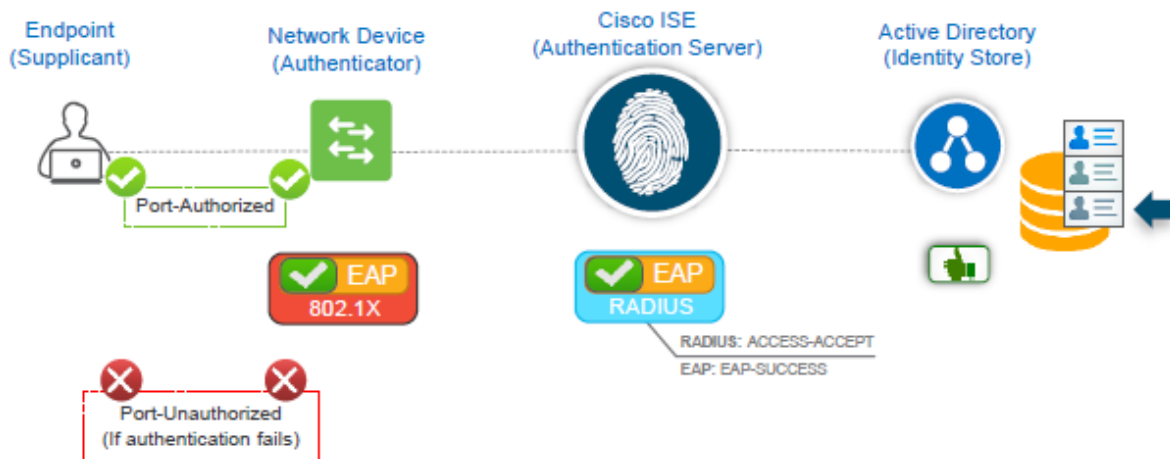 Endpoint
(Supplicant)
Network Device
(Authenticator)
Cisco ISE
(Authentication Server)
Active Directory
(Identity Store)
Port-Authorized
EAP
802.1X
EAP
RADIUS
RADIUS: ACCESS-ACCEPT
EAP: EAP-SUCCESS
Port-Unauthorized
(If authentication fails)